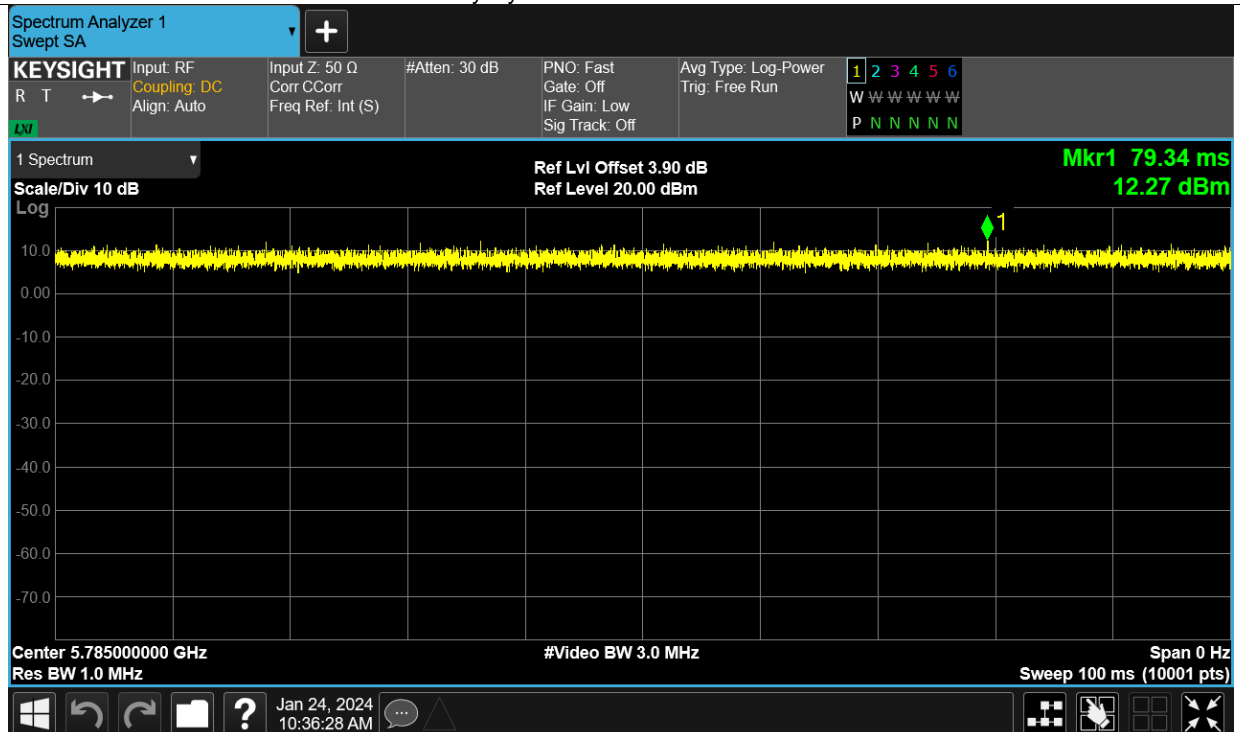 Spectrum Analyzer 1
Swept SA
KEYSIGHT
R T
LXI
Input: RF
Coupling: DC
Align: Auto
Input Z: 50 Ω
Corr CCorr
Freq Ref: Int (S)
#Atten: 30 dB
PNO: Fast
Gate: Off
IF Gain: Low
Sig Track: Off
Avg Type: Log-Power
Trig: Free Run
1 2 3 4 5 6
W W W W W W
P N N N N N
1 Spectrum
Scale/Div 10 dB
Ref Lvl Offset 3.90 dB
Ref Level 20.00 dBm
Mkr1 79.34 ms
12.27 dBm
Log
1
10.0
0.00
-10.0
-20.0
-30.0
-40.0
-50.0
-60.0
-70.0
Center 5.785000000 GHz
Res BW 1.0 MHz
#Video BW 3.0 MHz
Span 0 Hz
Sweep 100 ms (10001 pts)
?
Jan 24, 2024
10:36:28 AM